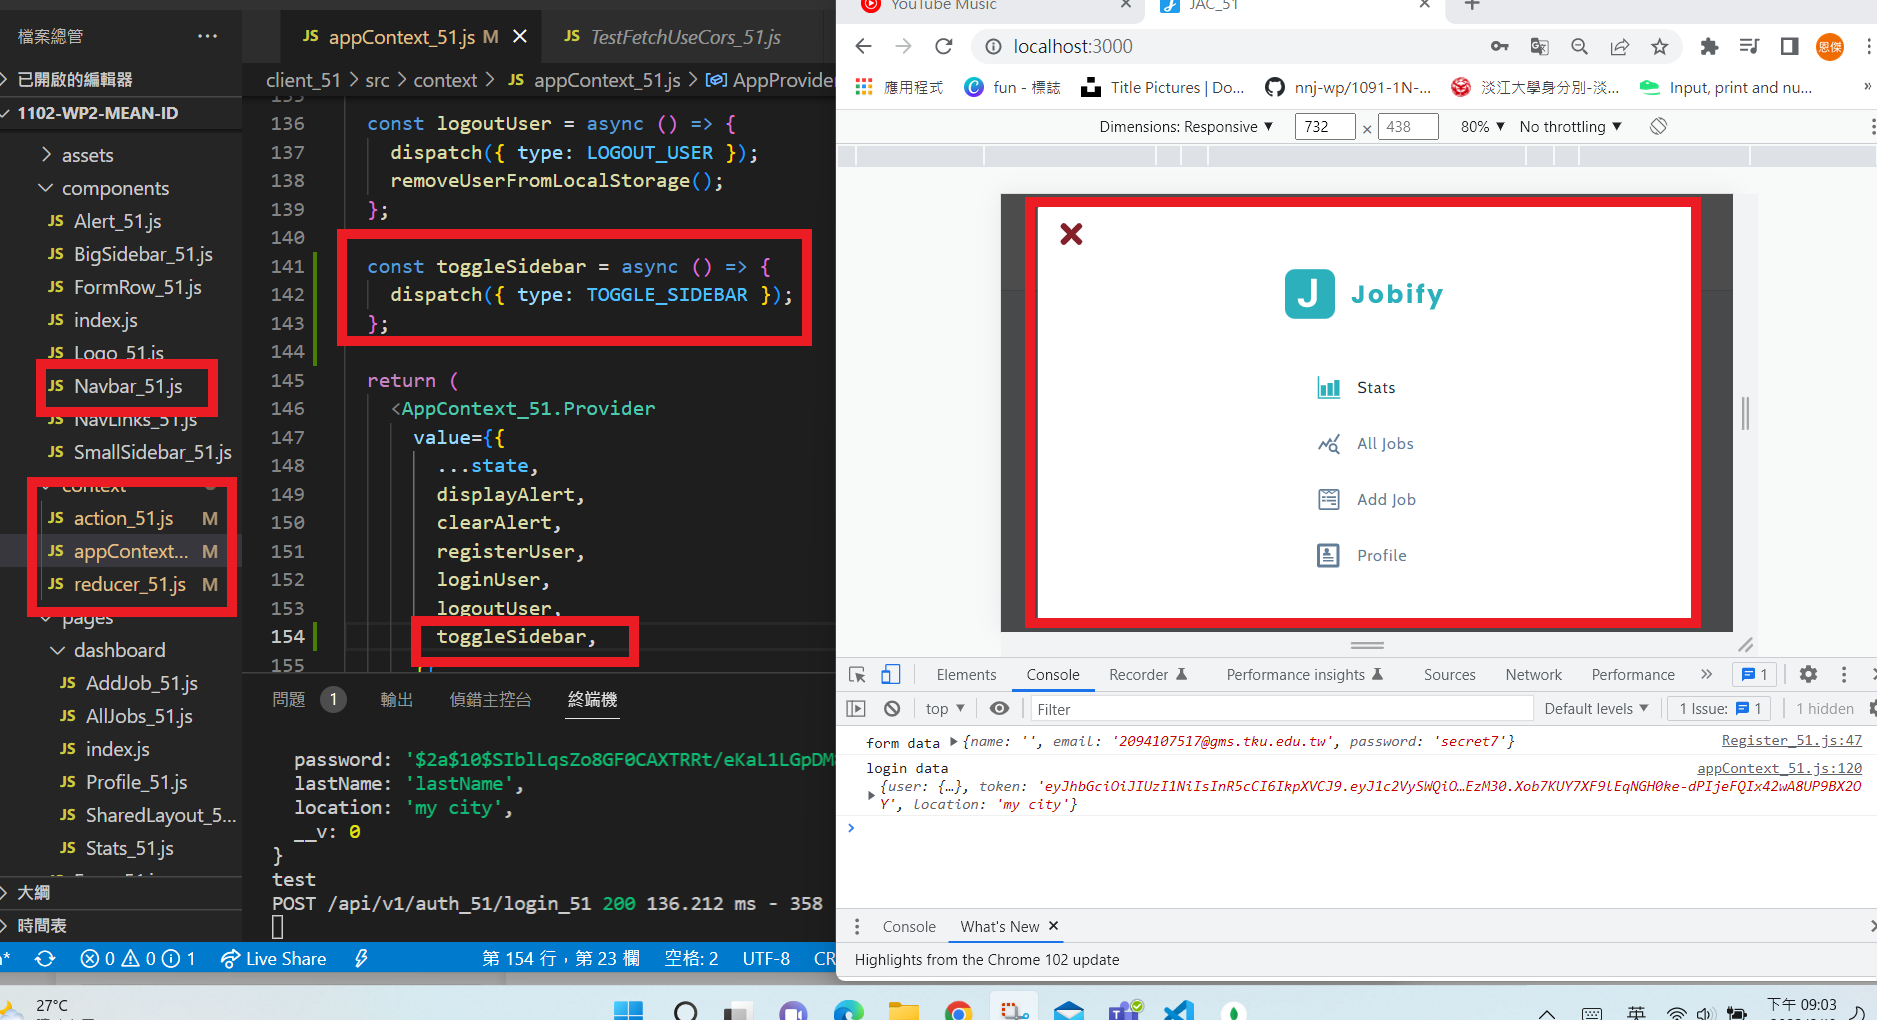 檔案總管 ···
已開啟的編輯器
1102-WP2-MEAN-ID
assets
components
JS Alert_51.js
JS BigSidebar_51.js
JS FormRow_51.js
JS index.js
JS Logo_51.js
JS Navbar_51.js
JS NavLinks_51.js
JS SmallSidebar_51.js
context
JS action_51.js M
JS appContext... M
JS reducer_51.js M
pages
dashboard
JS AddJob_51.js
JS AllJobs_51.js
JS index.js
JS Profile_51.js
JS SharedLayout_5...
JS Stats_51.js
大綱
時間表
JS appContext_51.js M
JS TestFetchUseCors_51.js
client_51 > src > context > JS appContext_51.js > AppProvider
135
136 const logoutUser = async () => {
137 dispatch({ type: LOGOUT_USER });
138 removeUserFromLocalStorage();
139 };
140
141 const toggleSidebar = async () => {
142 dispatch({ type: TOGGLE_SIDEBAR });
143 };
144
145 return (
146 <AppContext_51.Provider
147 value={{
148 ...state,
149 displayAlert,
150 clearAlert,
151 registerUser,
152 loginUser,
153 logoutUser,
154 toggleSidebar,
155
問題 1 輸出 偵錯主控台 終端機
password: '$2a$10$SIblLqsZo8GF0CAXTRRt/eKaL1LGpDM
lastName: 'lastName',
location: 'my city',
__v: 0
}
test
POST /api/v1/auth_51/login_51 200 136.212 ms - 358
0 0 1 Live Share 第 154 行，第 23 欄 空格: 2 UTF-8 CR
YouTube Music
JAC_51
localhost:3000
恩傑
應用程式 fun - 標誌 Title Pictures | Do... nnj-wp/1091-1N-... 淡江大學身分別-淡... Input, print and nu... »
Dimensions: Responsive ▼ 732 × 438 80% ▼ No throttling ▼
J Jobify
Stats
All Jobs
Add Job
Profile
Elements Console Recorder Performance insights Sources Network Performance » 1
top ▼ Filter Default levels ▼ 1 Issue: 1 1 hidden
form data ▶ {name: '', email: '2094107517@gms.tku.edu.tw', password: 'secret7'} Register_51.js:47
login data appContext_51.js:120
▶ {user: {…}, token: 'eyJhbGciOiJIUzI1NiIsInR5cCI6IkpXVCJ9.eyJ1c2VySWQiO…EzM30.Xob7KUY7XF9lEqNGH0ke-dPIjeFQIx42wA8UP9BX2OY', location: 'my city'}
Console What's New
Highlights from the Chrome 102 update
27°C
英
下午 09:03